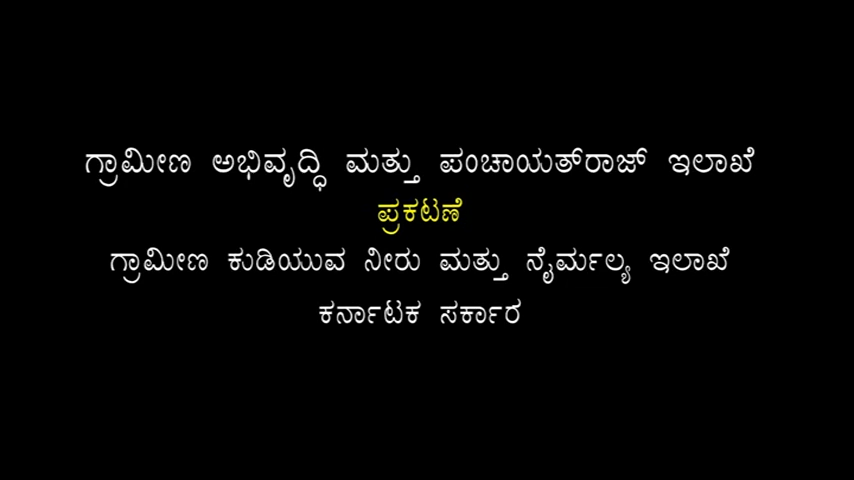 ಗ್ರಾಮೀಣ ಅಭಿವೃದ್ಧಿ ಮತ್ತು ಪಂಚಾಯತ್‌ರಾಜ್ ಇಲಾಖೆ
ಪ್ರಕಟಣೆ
ಗ್ರಾಮೀಣ ಕುಡಿಯುವ ನೀರು ಮತ್ತು ನೈರ್ಮಲ್ಯ ಇಲಾಖೆ
ಕರ್ನಾಟಕ ಸರ್ಕಾರ